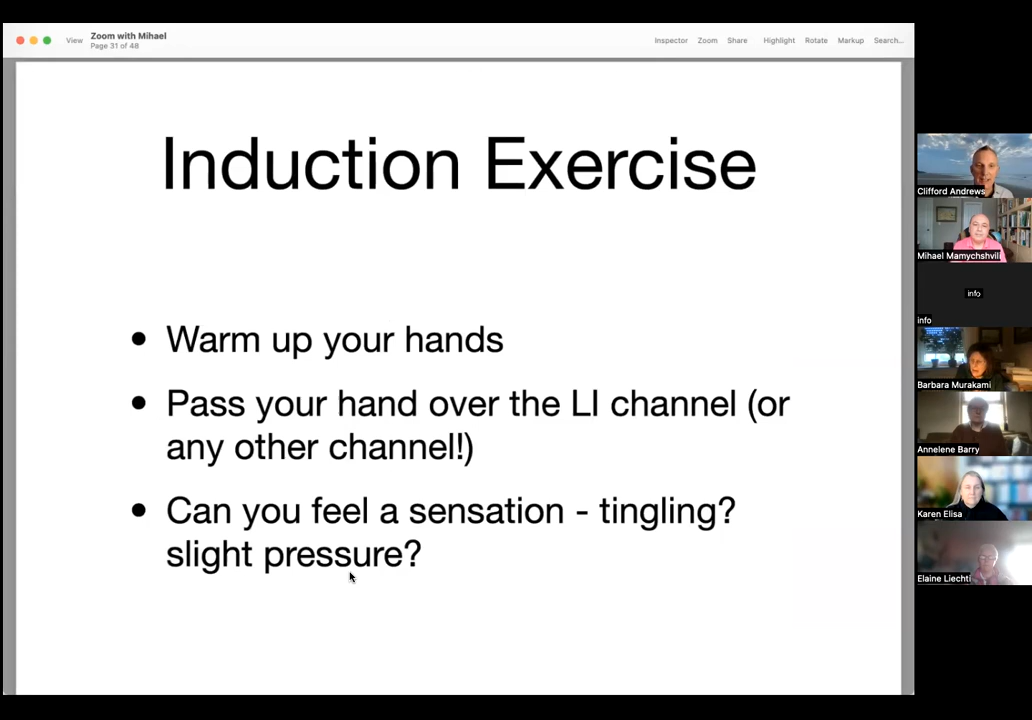 View
Zoom with Mihael
Page 31 of 48
Inspector
Zoom
Share
Highlight
Rotate
Markup
Search...
Induction Exercise
• Warm up your hands
• Pass your hand over the LI channel (or
any other channel!)
• Can you feel a sensation - tingling?
slight pressure?
Clifford Andrews
Mihael Mamychshvili
info
info
Barbara Murakami
Annelene Barry
Karen Elisa
Elaine Liechti